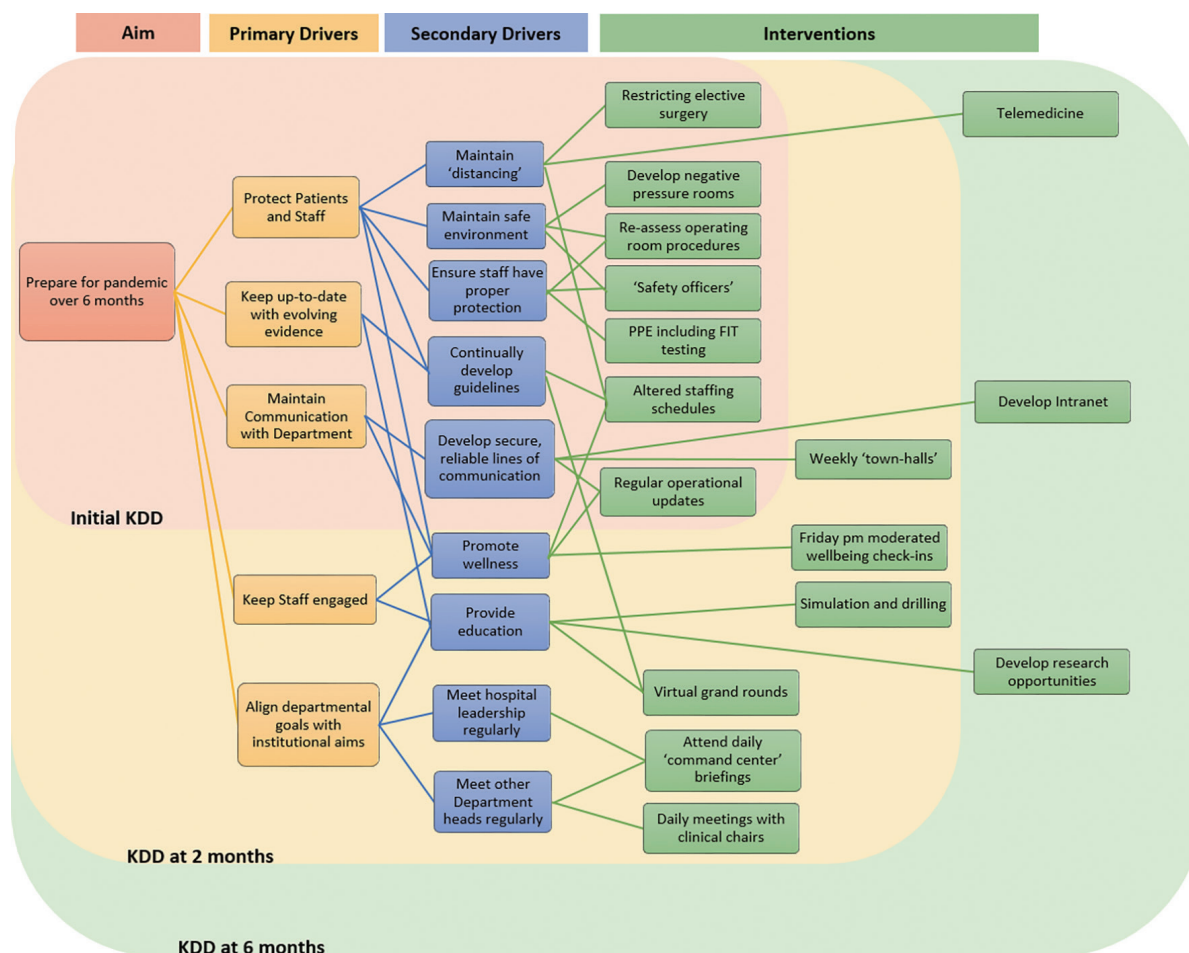 Aim
Primary Drivers
Secondary Drivers
Interventions
Prepare for pandemic
over 6 months
Protect Patients
and Staff
Keep up-to-date
with evolving
evidence
Maintain
Communication
with Department
Keep Staff engaged
Align departmental
goals with
institutional aims
Maintain
‘distancing’
Maintain safe
environment
Ensure staff have
proper
protection
Continually
develop
guidelines
Develop secure,
reliable lines of
communication
Promote
wellness
Provide
education
Meet hospital
leadership
regularly
Meet other
Department
heads regularly
Restricting elective
surgery
Develop negative
pressure rooms
Re-assess operating
room procedures
‘Safety officers’
PPE including FIT
testing
Altered staffing
schedules
Regular operational
updates
Virtual grand rounds
Attend daily
‘command center’
briefings
Daily meetings with
clinical chairs
Weekly ‘town-halls’
Friday pm moderated
wellbeing check-ins
Simulation and drilling
Telemedicine
Develop Intranet
Develop research
opportunities
Initial KDD
KDD at 2 months
KDD at 6 months